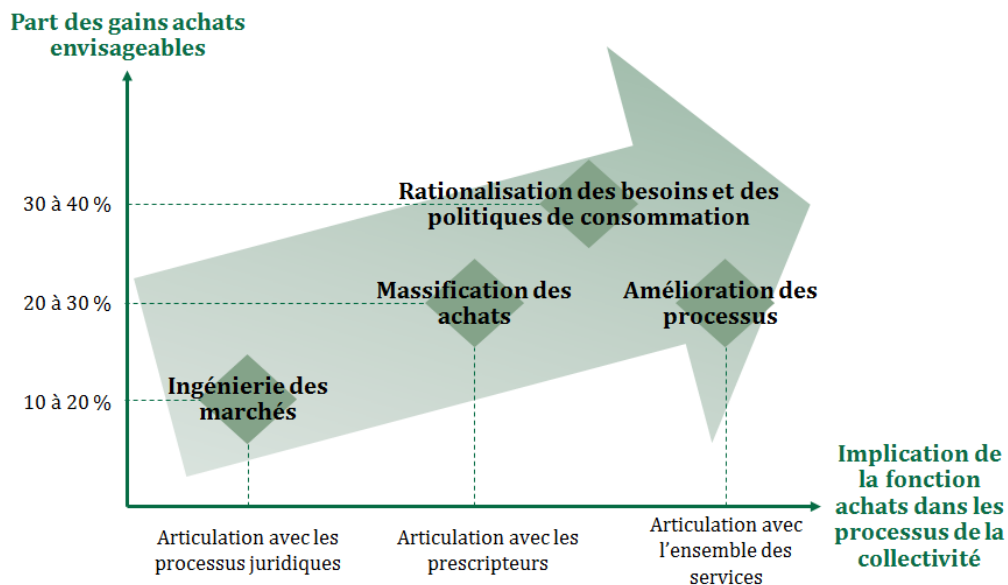 Part des gains achats
envisageables
30 à 40 %
Rationalisation des besoins et des
politiques de consommation
20 à 30 %
Massification des
achats
Amélioration des
processus
10 à 20 %
Ingénierie des
marchés
Implication de
la fonction
achats dans les
processus de la
collectivité
Articulation avec les
processus juridiques
Articulation avec les
prescripteurs
Articulation avec
l’ensemble des
services